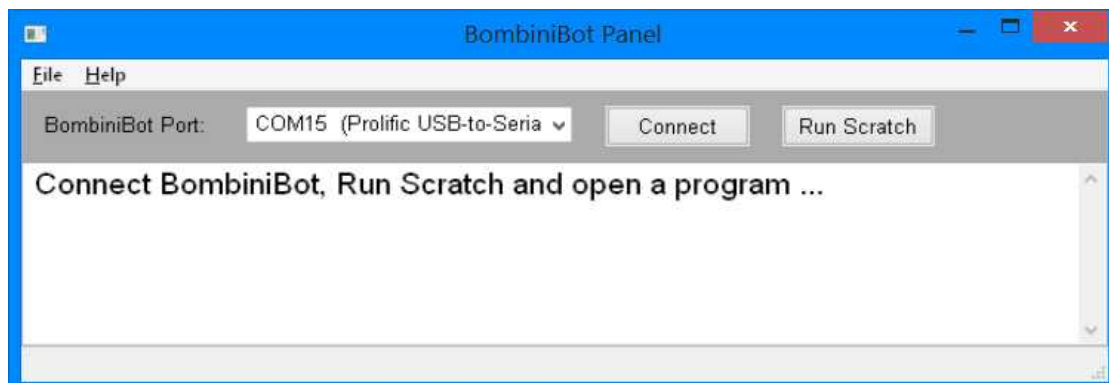 BombiniBot Panel
File Help
BombiniBot Port: COM15 (Prolific USB-to-Seria Connect Run Scratch
Connect BombiniBot, Run Scratch and open a program ...